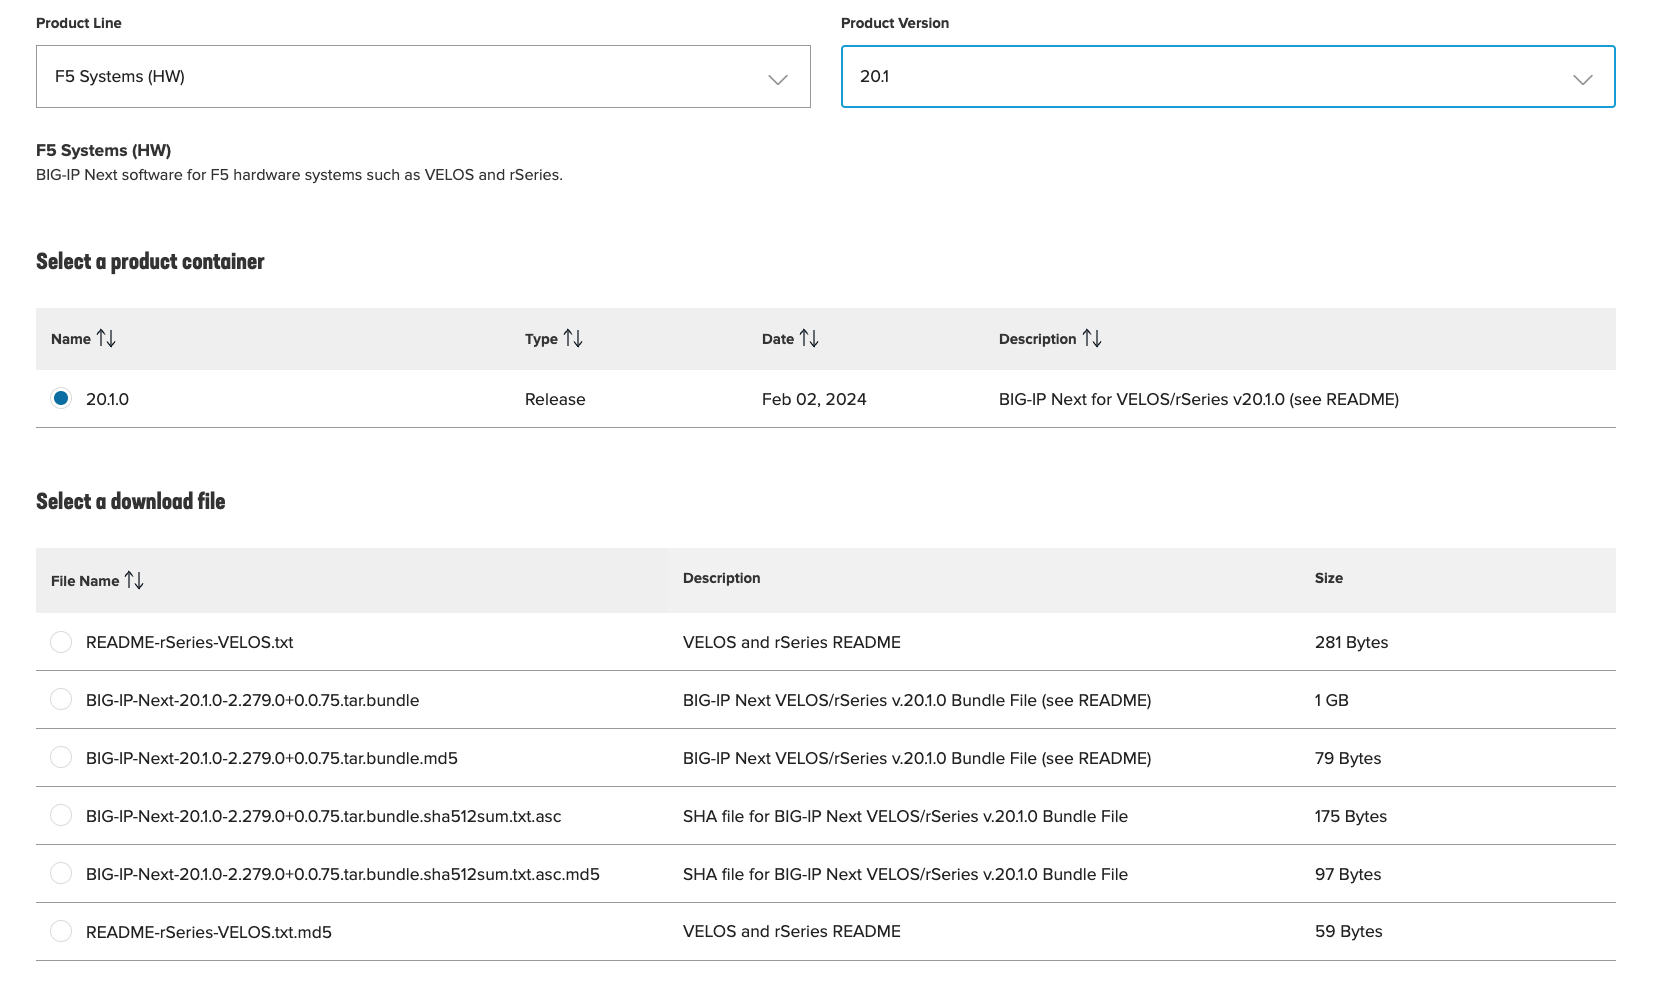 Product Line
Product Version
F5 Systems (HW)
20.1
F5 Systems (HW)
BIG-IP Next software for F5 hardware systems such as VELOS and rSeries.
Select a product container
Name Type Date Description
20.1.0 Release Feb 02, 2024 BIG-IP Next for VELOS/rSeries v20.1.0 (see README)
Select a download file
File Name Description Size
README-rSeries-VELOS.txt VELOS and rSeries README 281 Bytes
BIG-IP-Next-20.1.0-2.279.0+0.0.75.tar.bundle BIG-IP Next VELOS/rSeries v.20.1.0 Bundle File (see README) 1 GB
BIG-IP-Next-20.1.0-2.279.0+0.0.75.tar.bundle.md5 BIG-IP Next VELOS/rSeries v.20.1.0 Bundle File (see README) 79 Bytes
BIG-IP-Next-20.1.0-2.279.0+0.0.75.tar.bundle.sha512sum.txt.asc SHA file for BIG-IP Next VELOS/rSeries v.20.1.0 Bundle File 175 Bytes
BIG-IP-Next-20.1.0-2.279.0+0.0.75.tar.bundle.sha512sum.txt.asc.md5 SHA file for BIG-IP Next VELOS/rSeries v.20.1.0 Bundle File 97 Bytes
README-rSeries-VELOS.txt.md5 VELOS and rSeries README 59 Bytes